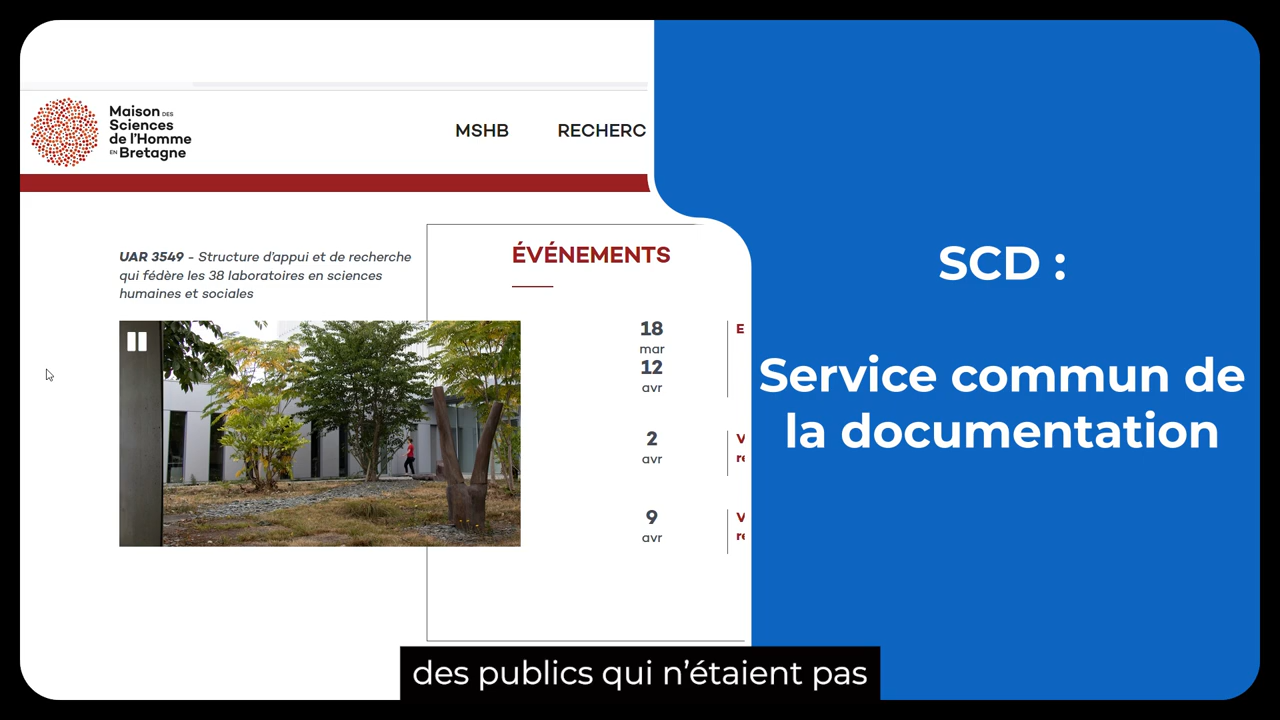 Maison DES
Sciences
de l'Homme
EN Bretagne
MSHB
RECHERC
UAR 3549 - Structure d'appui et de recherche
qui fédère les 38 laboratoires en sciences
humaines et sociales
ÉVÉNEMENTS
18
mar
12
avr
E
2
avr
V
re
9
avr
V
re
SCD :
Service commun de
la documentation
des publics qui n'étaient pas